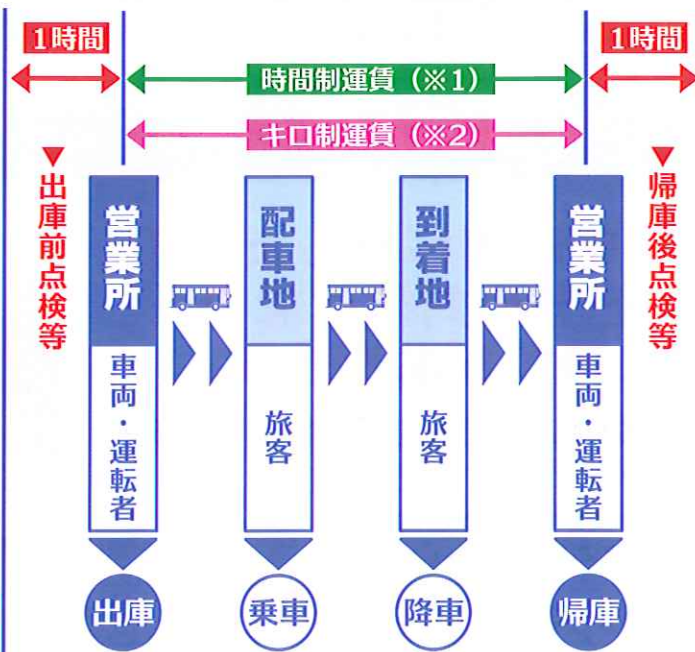 1時間
1時間
時間制運賃（※1）
キロ制運賃（※2）
▼出庫前点検等
▼帰庫後点検等
営業所
配車地
到着地
営業所
車両・運転者
旅客
旅客
車両・運転者
出庫
乗車
降車
帰庫